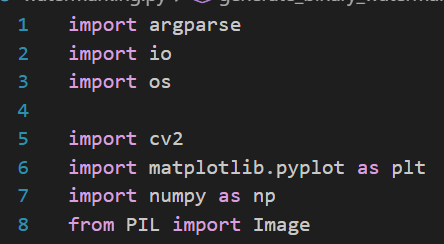 1 import argparse
2 import io
3 import os
4
5 import cv2
6 import matplotlib.pyplot as plt
7 import numpy as np
8 from PIL import Image